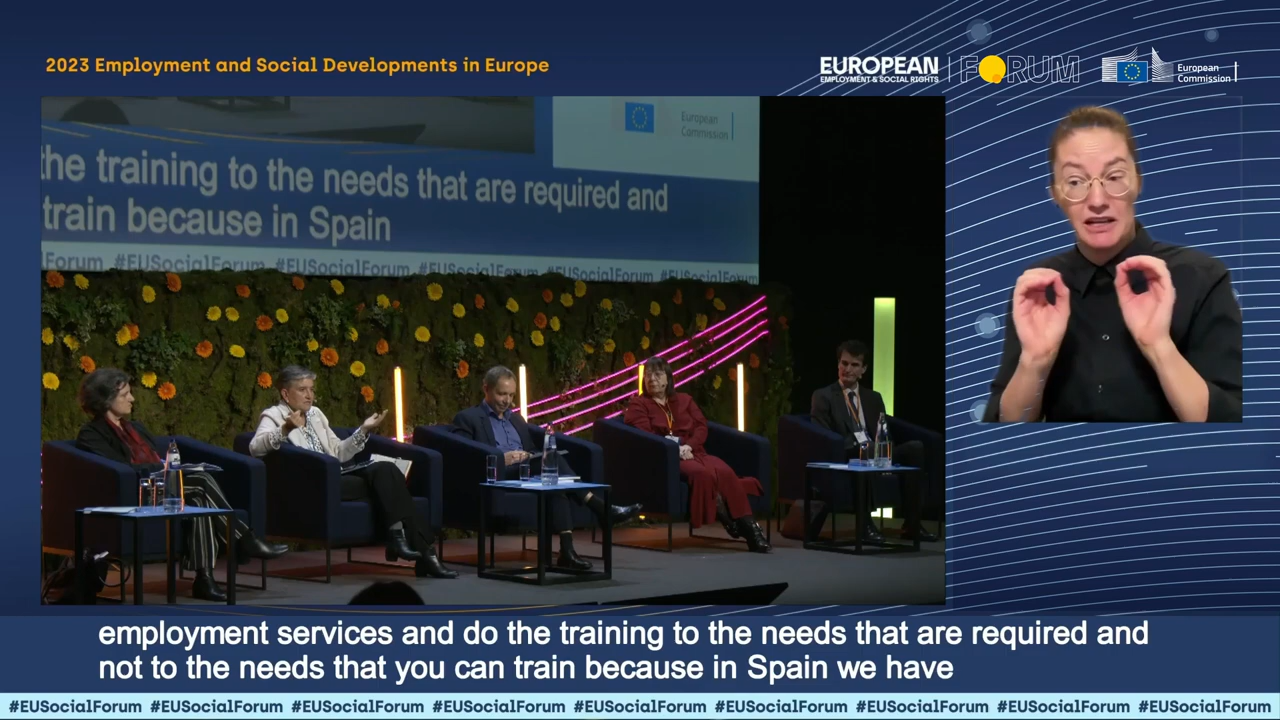 2023 Employment and Social Developments in Europe
EUROPEAN
EMPLOYMENT & SOCIAL RIGHTS
FORUM
European
Commission
European
Commission
the training to the needs that are required and
train because in Spain
Forum #EUSocialForum #EUSocialForum #EUSocialForum #EUSocialForum #EUSocialForum
employment services and do the training to the needs that are required and
not to the needs that you can train because in Spain we have
#EUSocialForum #EUSocialForum #EUSocialForum #EUSocialForum #EUSocialForum #EUSocialForum #EUSocialForum #EUSocialForum #EUSocialForum